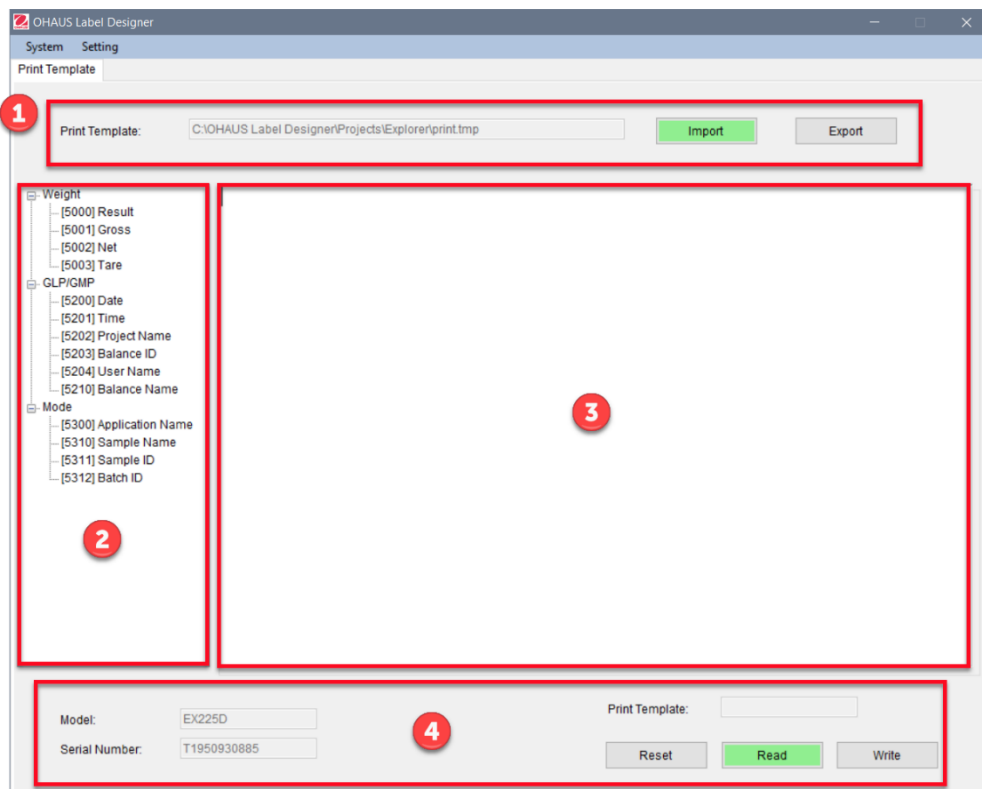 OHAUS Label Designer
System Setting
Print Template
1
Print Template: C:\OHAUS Label Designer\Projects\Explorer\print.tmp Import Export
Weight
[5000] Result
[5001] Gross
[5002] Net
[5003] Tare
GLP/GMP
[5200] Date
[5201] Time
[5202] Project Name
[5203] Balance ID
[5204] User Name
[5210] Balance Name
Mode
[5300] Application Name
[5310] Sample Name
[5311] Sample ID
[5312] Batch ID
2
3
Print Template:
Model: EX225D
4
Serial Number: T1950930885
Reset Read Write